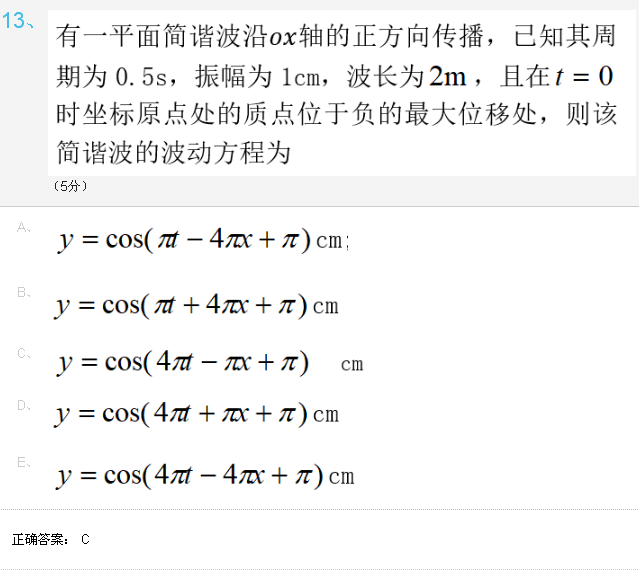 13、
有一平面简谐波沿ox轴的正方向传播，已知其周
期为 0.5s，振幅为 1cm，波长为 2m ，且在 t = 0
时坐标原点处的质点位于负的最大位移处，则该
简谐波的波动方程为
（5分）
A、
y = cos(πt − 4πx + π) cm;
B、
y = cos(πt + 4πx + π) cm
C、
y = cos(4πt − πx + π) cm
D、
y = cos(4πt + πx + π) cm
E、
y = cos(4πt − 4πx + π) cm
正确答案： C